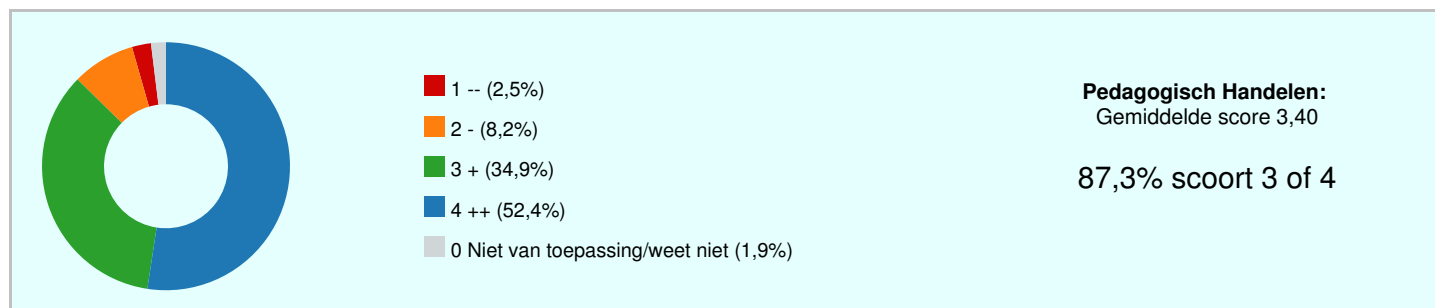 1 -- (2,5%)
2 - (8,2%)
3 + (34,9%)
4 ++ (52,4%)
0 Niet van toepassing/weet niet (1,9%)
Pedagogisch Handelen:
Gemiddelde score 3,40
87,3% scoort 3 of 4